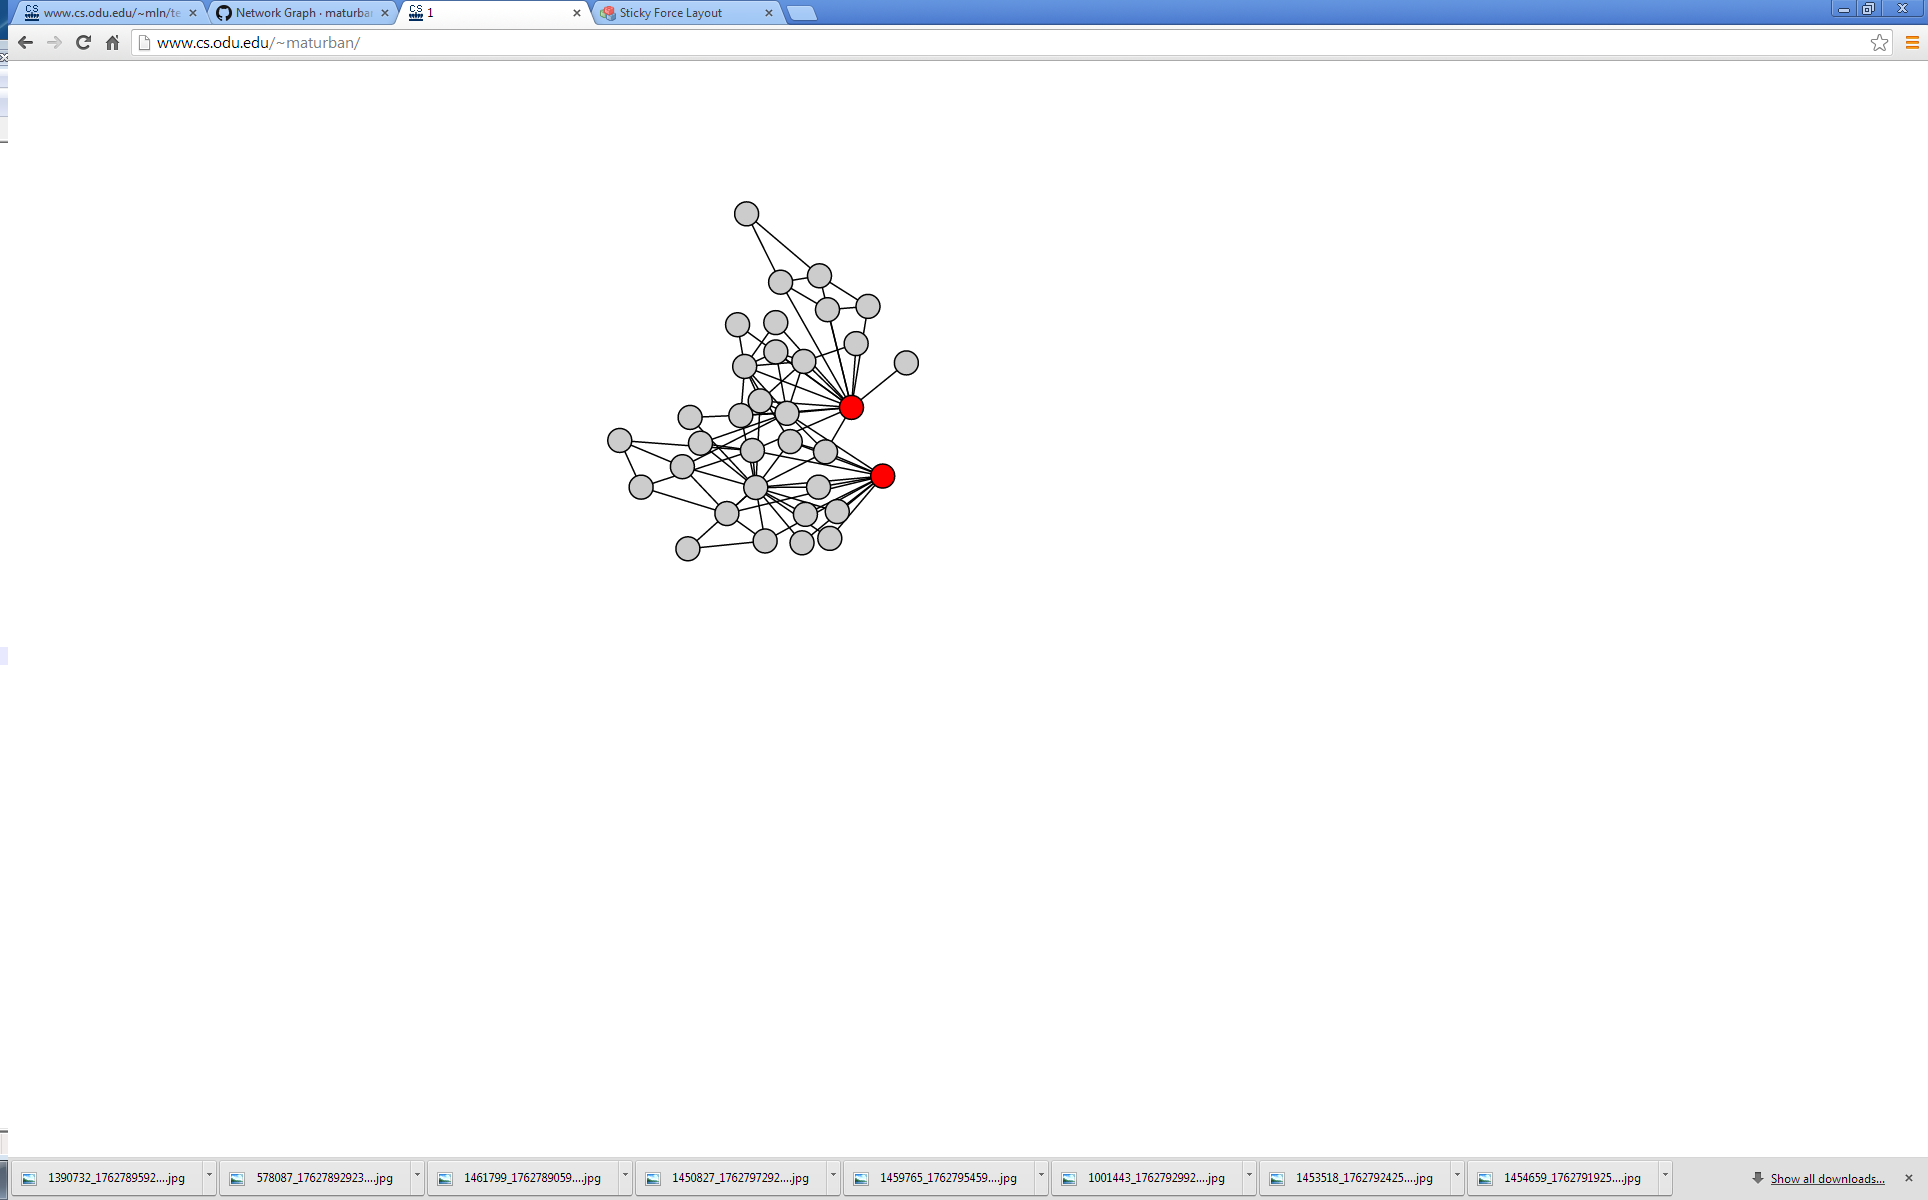 www.cs.odu.edu/~mln/te
Network Graph · maturba
CS 1
Sticky Force Layout
www.cs.odu.edu/~maturban/
1390732_1762789592....jpg
578087_17627892923....jpg
1461799_1762789059....jpg
1450827_1762797292....jpg
1459765_1762795459....jpg
1001443_1762792992....jpg
1453518_1762792425....jpg
1454659_1762791925....jpg
Show all downloads...